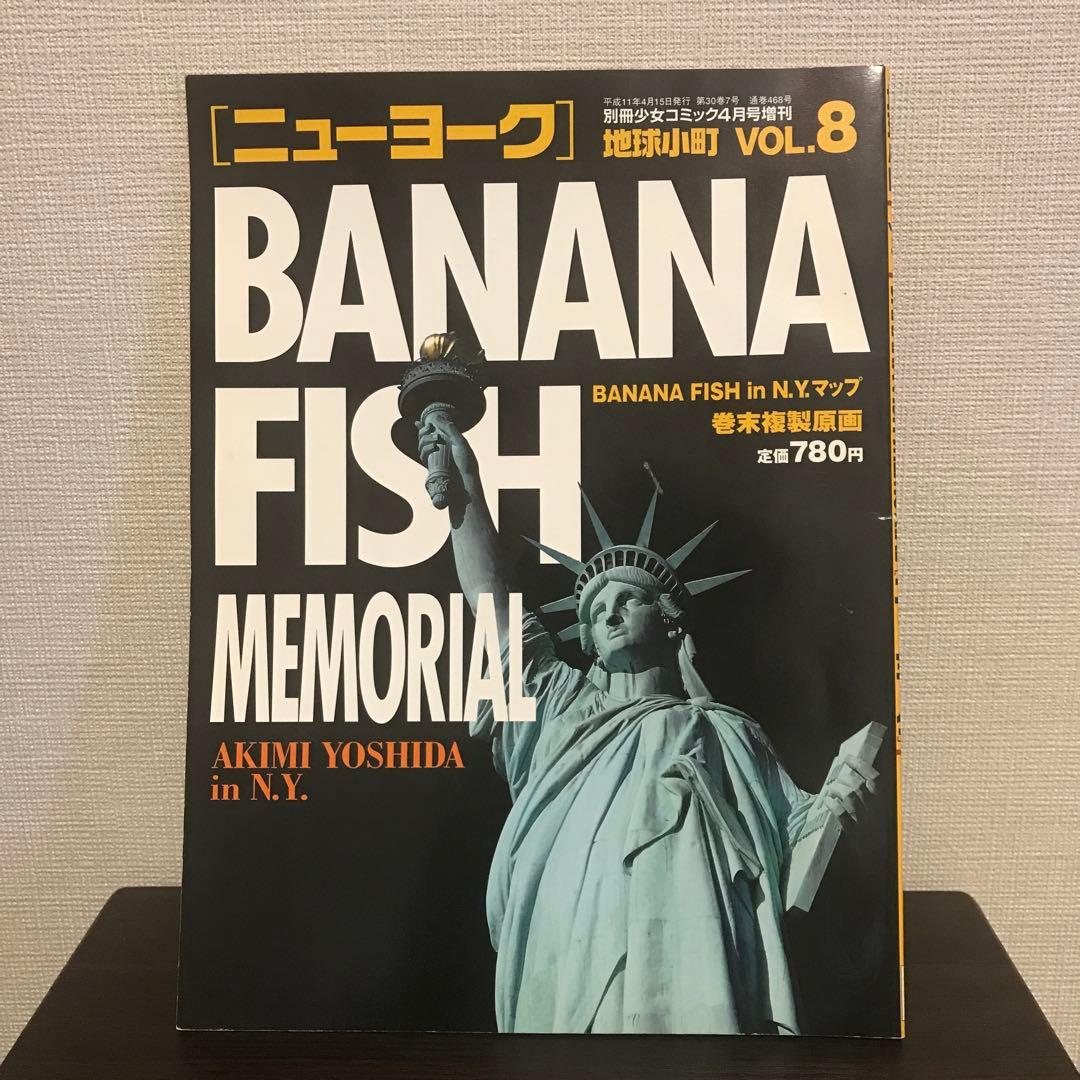 平成11年4月15日発行 第30巻7号 通巻468号
別冊少女コミック4月号増刊
[ニューヨーク]
地球小町 VOL.8
BANANA
FISH
BANANA FISH in N.Y.マップ
巻末複製原画
定価780円
MEMORIAL
AKIMI YOSHIDA
in N.Y.